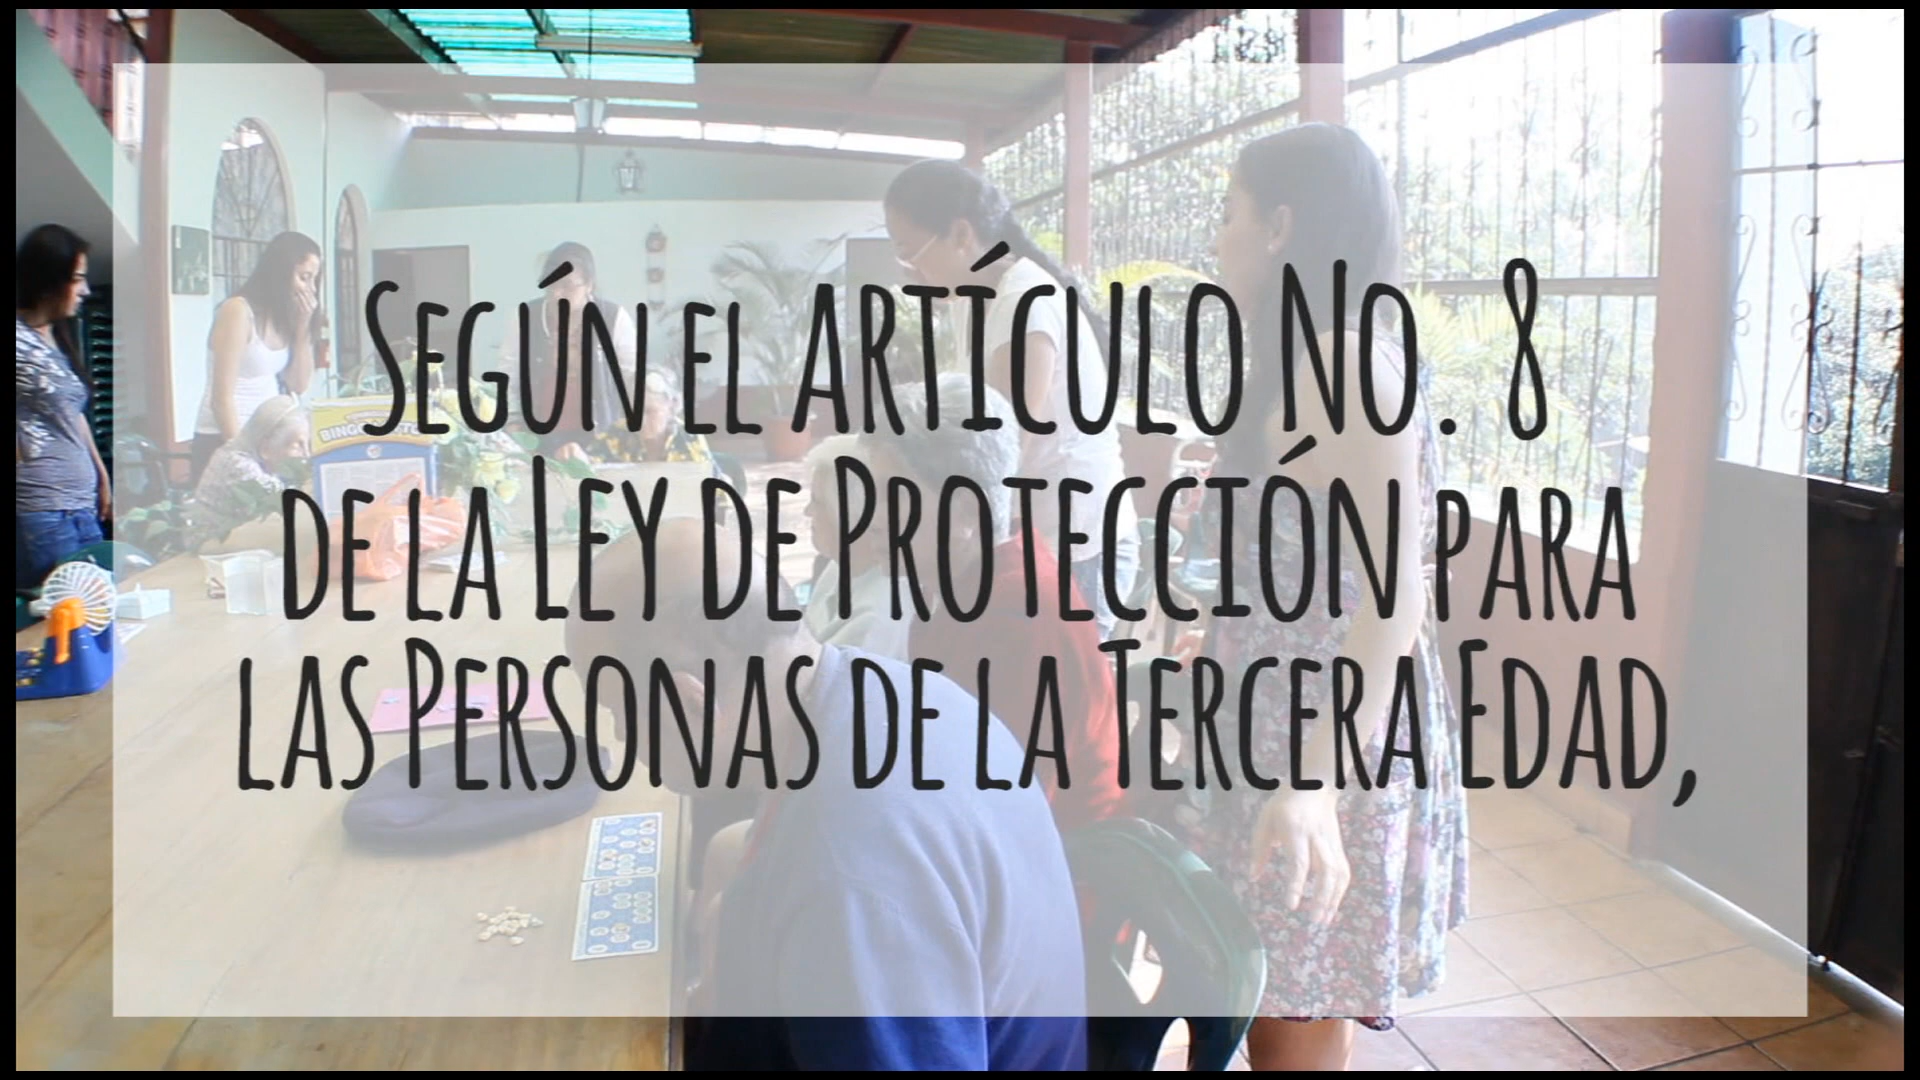 Según el artículo No. 8
de la Ley de Protección para
las Personas de la Tercera Edad,